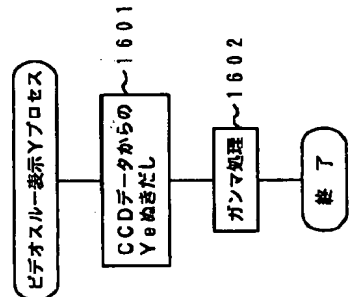 ビデオスルー表示Yプロセス
CCDデータからの
Yeぬきだし
1601
ガンマ処理
1602
終了